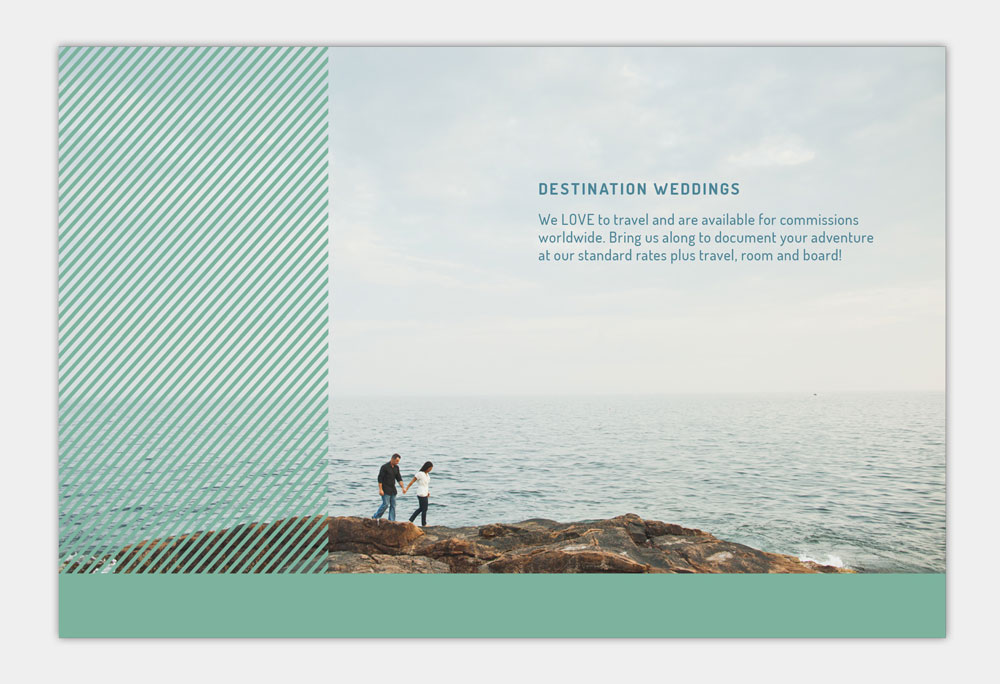 DESTINATION WEDDINGS
We LOVE to travel and are available for commissions
worldwide. Bring us along to document your adventure
at our standard rates plus travel, room and board!